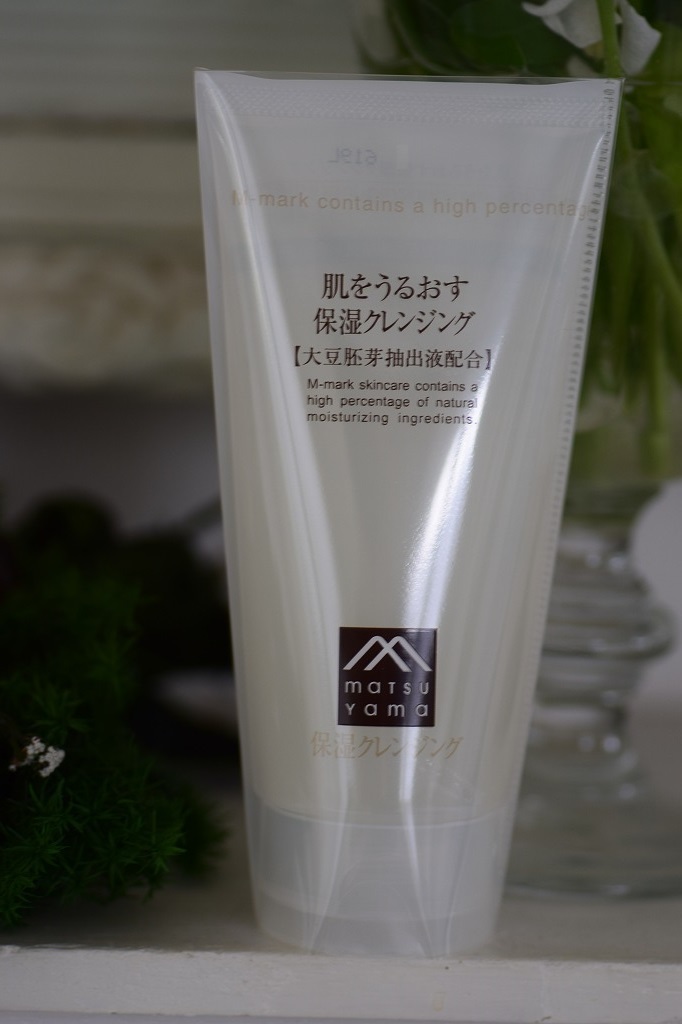 619L
M-mark contains a high percentag
肌をうるおす
保湿クレンジング
【大豆胚芽抽出液配合】
M-mark skincare contains a
high percentage of natural
moisturizing ingredients.
matsu
yama
保湿クレンジング